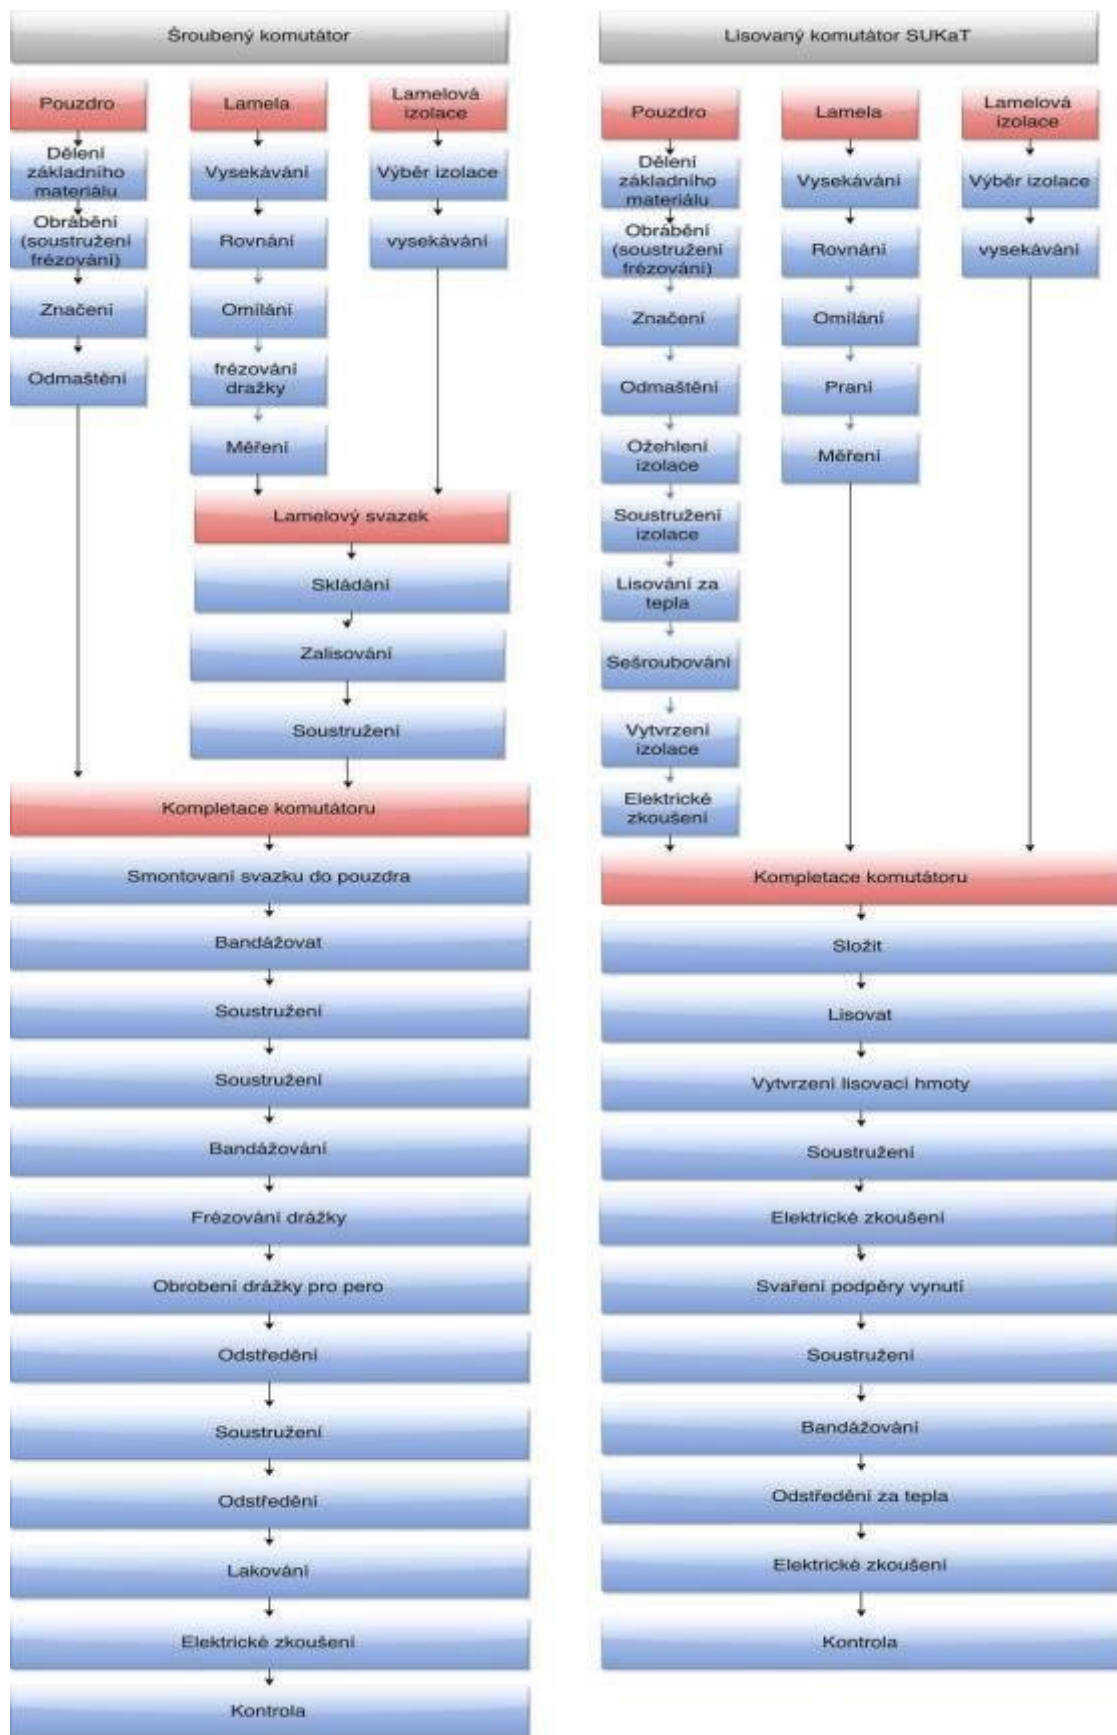 Šroubený komutátor
Pouzdro
Dělení
základního
materiálu
Obrábění
(soustružení
frézování)
Značení
Odmaštění
Lamela
Vysekávání
Rovnání
Omílání
frézování
dražky
Měření
Lamelová
izolace
Výběr izolace
vysekávání
Lamelový svazek
Skládání
Zalisování
Soustružení
Kompletace komutátoru
Smontovaní svazku do pouzdra
Bandážovat
Soustružení
Soustružení
Bandážování
Frézování drážky
Obrobení drážky pro pero
Odstředění
Soustružení
Odstředění
Lakování
Elektrické zkoušení
Kontrola
Lisovaný komutátor SUKaT
Pouzdro
Dělení
základního
materiálu
Obrábění
(soustružení
frézování)
Značení
Odmaštění
Ožehlení
izolace
Soustružení
izolace
Lisování za
tepla
Sešroubování
Vytvrzení
izolace
Elektrické
zkoušení
Lamela
Vysekávání
Rovnání
Omílání
Praní
Měření
Lamelová
izolace
Výběr izolace
vysekávání
Kompletace komutátoru
Složit
Lisovat
Vytvrzení lisovací hmoty
Soustružení
Elektrické zkoušení
Svaření podpěry vynutí
Soustružení
Bandážování
Odstředění za tepla
Elektrické zkoušení
Kontrola